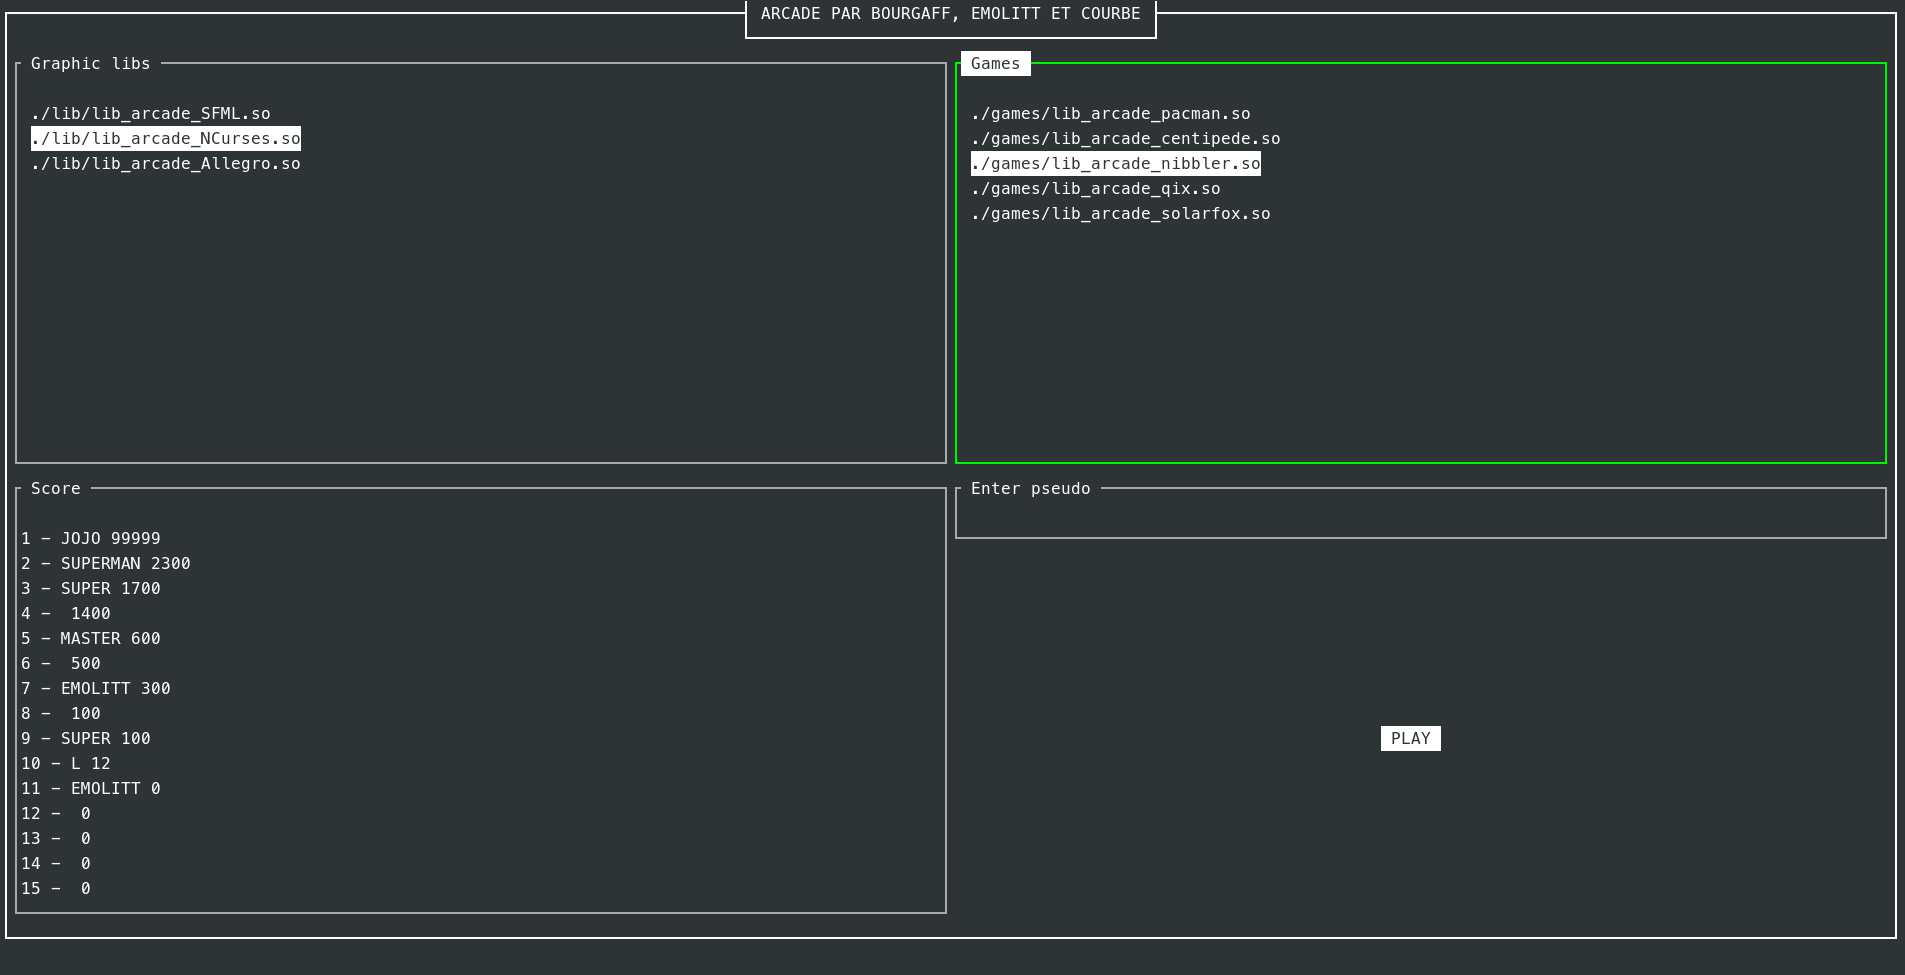 ARCADE PAR BOURGAFF, EMOLITT ET COURBE
Graphic libs
./lib/lib_arcade_SFML.so
./lib/lib_arcade_NCurses.so
./lib/lib_arcade_Allegro.so
Games
./games/lib_arcade_pacman.so
./games/lib_arcade_centipede.so
./games/lib_arcade_nibbler.so
./games/lib_arcade_qix.so
./games/lib_arcade_solarfox.so
Score
1 - JOJO 99999
2 - SUPERMAN 2300
3 - SUPER 1700
4 -  1400
5 - MASTER 600
6 -  500
7 - EMOLITT 300
8 -  100
9 - SUPER 100
10 - L 12
11 - EMOLITT 0
12 -  0
13 -  0
14 -  0
15 -  0
Enter pseudo
PLAY